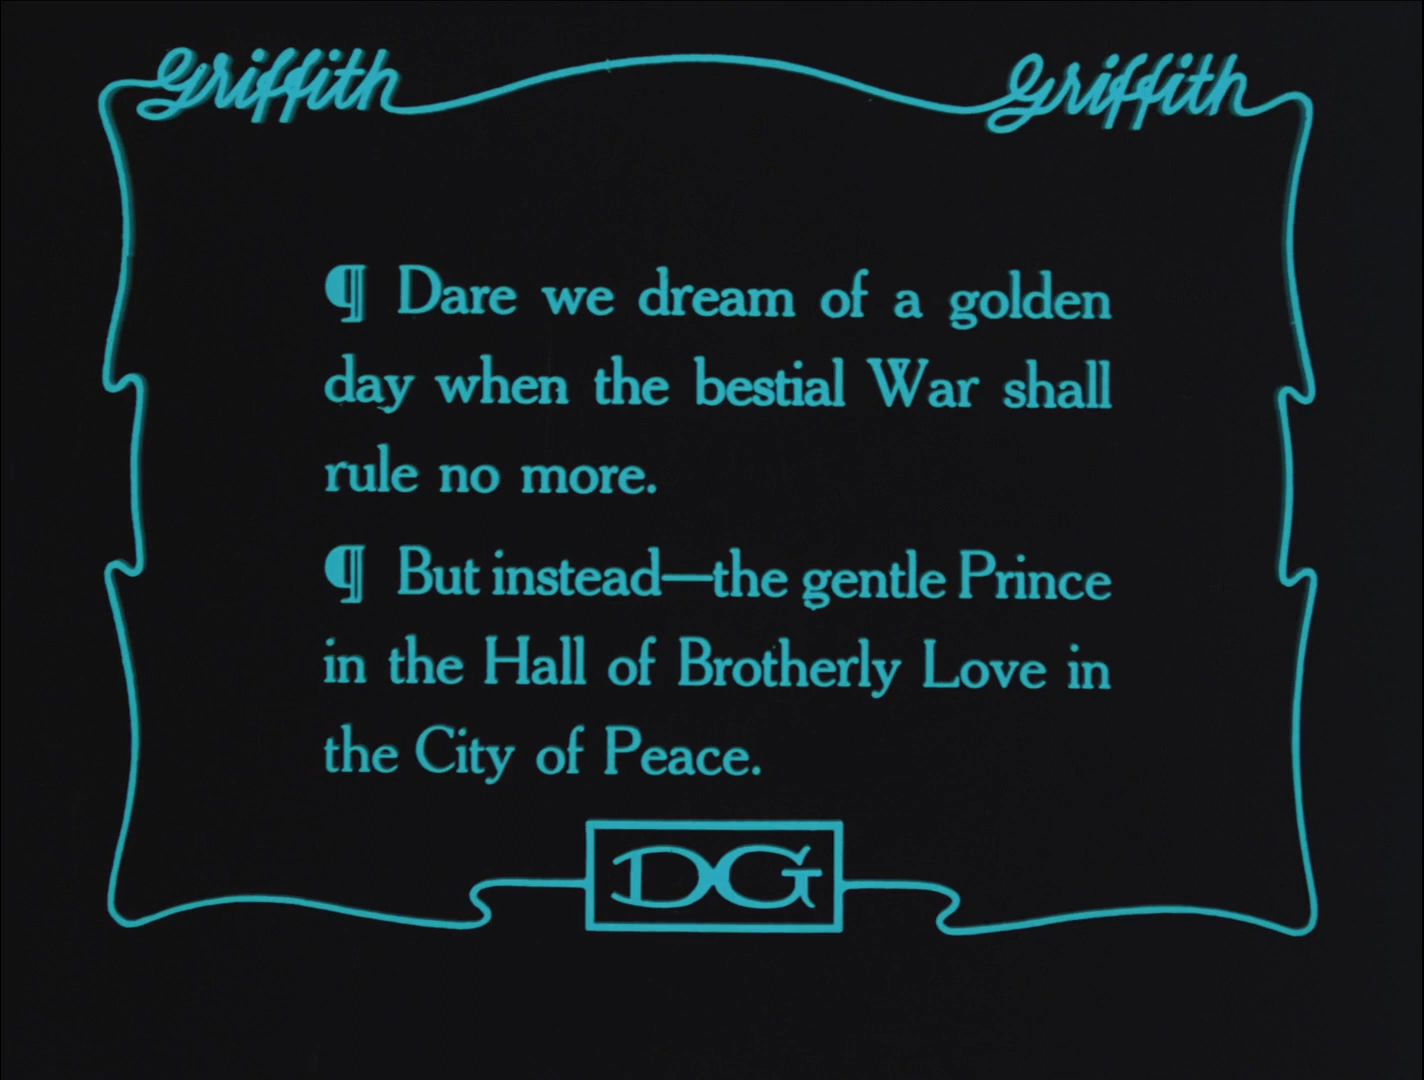 Griffith Griffith
¶ Dare we dream of a golden
day when the bestial War shall
rule no more.
¶ But instead—the gentle Prince
in the Hall of Brotherly Love in
the City of Peace.
DG